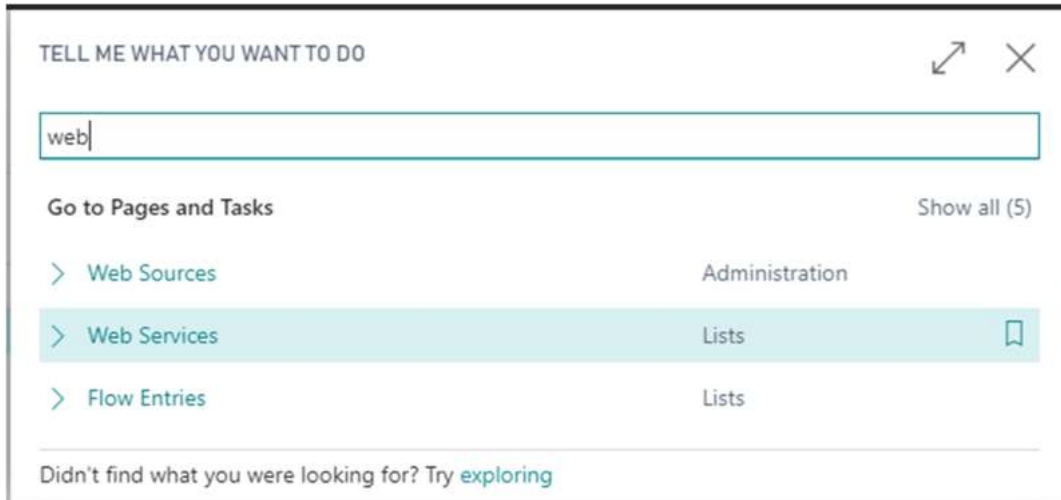 TELL ME WHAT YOU WANT TO DO
web
Go to Pages and Tasks Show all (5)
Web Sources Administration
Web Services Lists
Flow Entries Lists
Didn't find what you were looking for? Try exploring